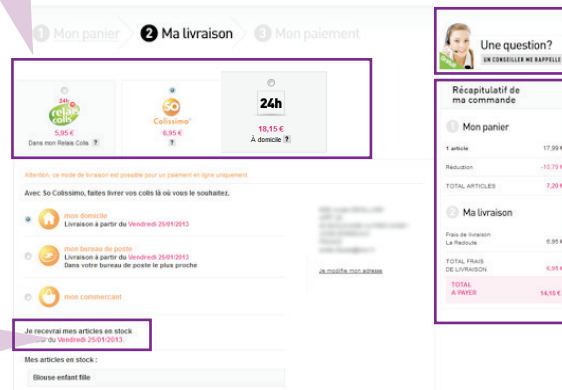 1 Mon panier
2 Ma livraison
3 Mon paiement
24h
relais
colis
5,95 €
Dans mon Relais Colis ?
SO
Colissimo
6,95 €
?
24h
18,15 €
À domicile ?
Attention, ce mode de livraison est possible pour un paiement en ligne uniquement.
Avec So Colissimo, faites livrer vos colis là où vous le souhaitez.
mon domicile
Livraison à partir du Vendredi 25/01/2013
mon bureau de poste
Livraison à partir du Vendredi 25/01/2013
Dans votre bureau de poste le plus proche
mon commerçant
Je modifie mon adresse
Je recevrai mes articles en stock
du Vendredi 25/01/2013
Mes articles en stock :
Blouse enfant fille
Une question?
UN CONSEILLER ME RAPPELLE
Récapitulatif de
ma commande
1 Mon panier
1 article 17,99 €
Réduction -10,79 €
TOTAL ARTICLES 7,20 €
2 Ma livraison
Frais de livraison
La Redoute 6,95 €
TOTAL FRAIS
DE LIVRAISON 6,95 €
TOTAL
A PAYER 14,15 €